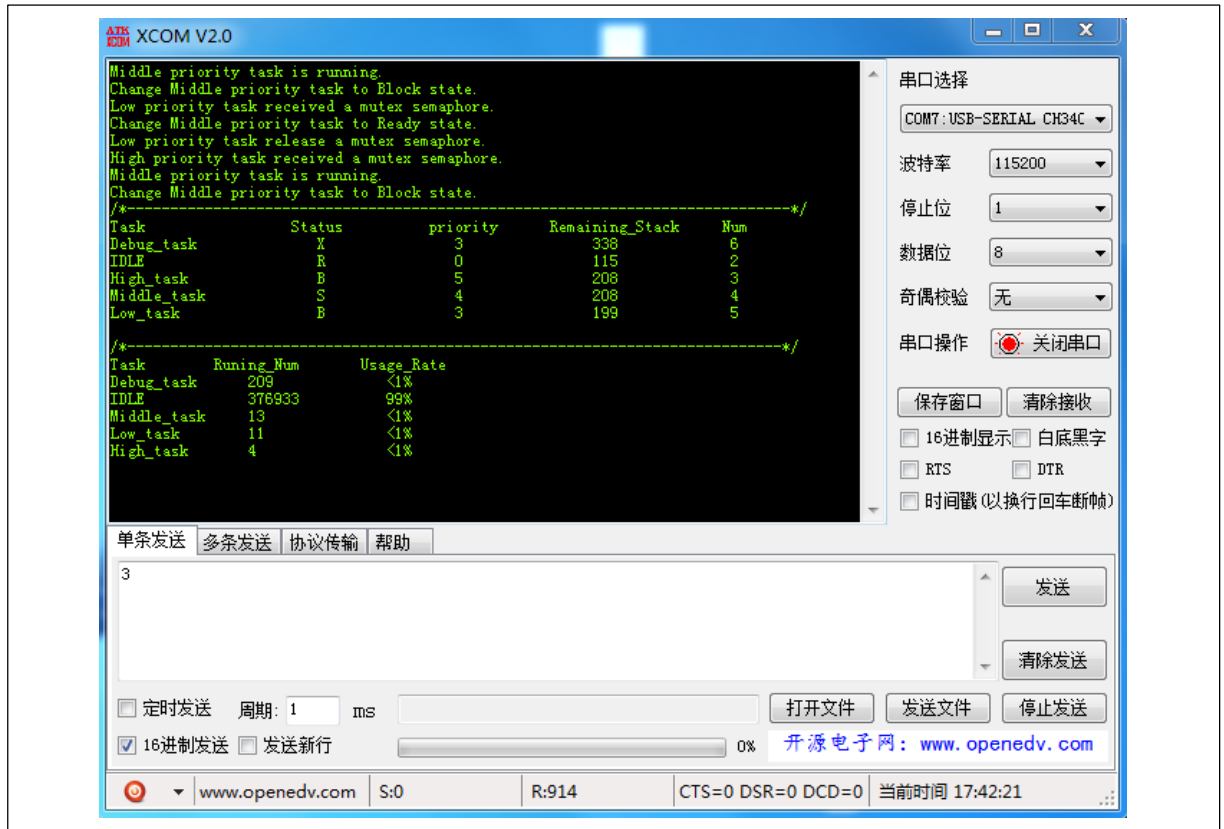 ATK XCOM XCOM V2.0
Middle priority task is running.
Change Middle priority task to Block state.
Low priority task received a mutex semaphore.
Change Middle priority task to Ready state.
Low priority task release a mutex semaphore.
High priority task received a mutex semaphore.
Middle priority task is running.
Change Middle priority task to Block state.
/*---------------------------------------------------------------------------*/
Task Status priority Remaining_Stack Num
Debug_task X 3 338 6
IDLE R 0 115 2
High_task B 5 208 3
Middle_task S 4 208 4
Low_task B 3 199 5
/*--------------------------------------------------------------------------*/
Task Runing_Num Usage_Rate
Debug_task 209 <1%
IDLE 376933 99%
Middle_task 13 <1%
Low_task 11 <1%
High_task 4 <1%
串口选择
COM7:USB-SERIAL CH34C
波特率 115200
停止位 1
数据位 8
奇偶校验 无
串口操作 关闭串口
保存窗口 清除接收
16进制显示 白底黑字
RTS DTR
时间戳(以换行回车断帧)
单条发送 多条发送 协议传输 帮助
3
发送
清除发送
定时发送 周期: 1 ms 打开文件 发送文件 停止发送
16进制发送 发送新行 0% 开源电子网: www.openedv.com
www.openedv.com S:0 R:914 CTS=0 DSR=0 DCD=0 当前时间 17:42:21